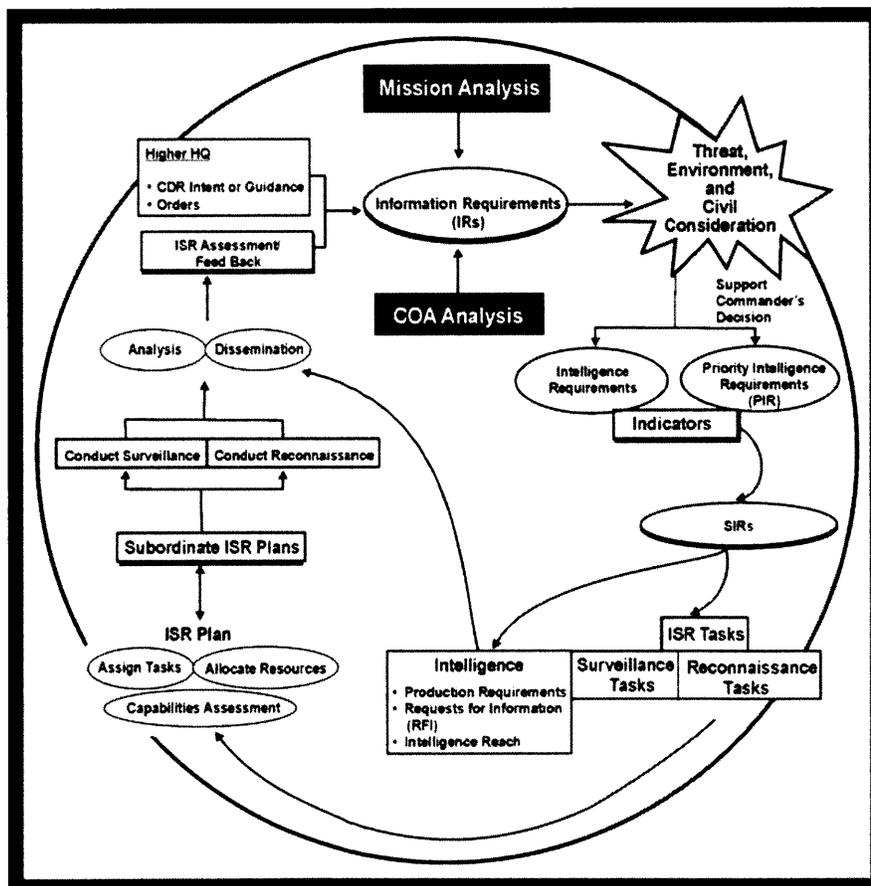 Mission Analysis
Higher HQ
• CDR Intent or Guidance
• Orders
Information Requirements
(IRs)
Threat,
Environment,
and
Civil
Consideration
ISR Assessment/
Feed Back
COA Analysis
Support
Commander's
Decision
Analysis
Dissemination
Intelligence
Requirements
Priority Intelligence
Requirements
(PIR)
Indicators
Conduct Surveillance
Conduct Reconnaissance
SIRs
Subordinate ISR Plans
ISR Plan
Assign Tasks
Allocate Resources
Capabilities Assessment
ISR Tasks
Intelligence
• Production Requirements
• Requests for Information
(RFI)
• Intelligence Reach
Surveillance
Tasks
Reconnaissance
Tasks